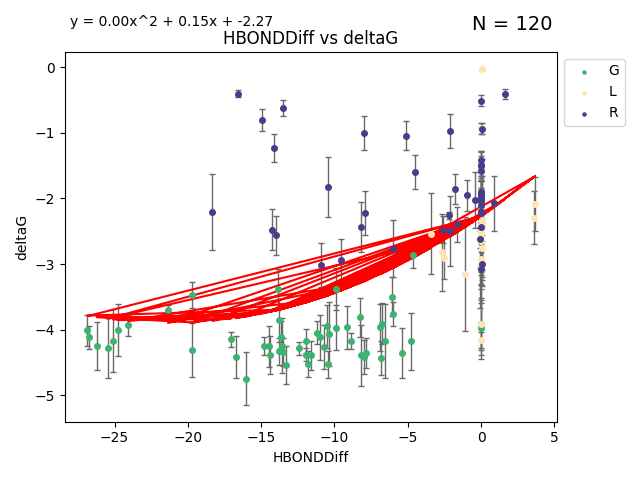 y = 0.00x^2 + 0.15x + -2.27
N = 120
HBONDDiff vs deltaG
G
L
R
deltaG
0
−1
−2
−3
−4
−5
−25
−20
−15
−10
−5
0
5
HBONDDiff